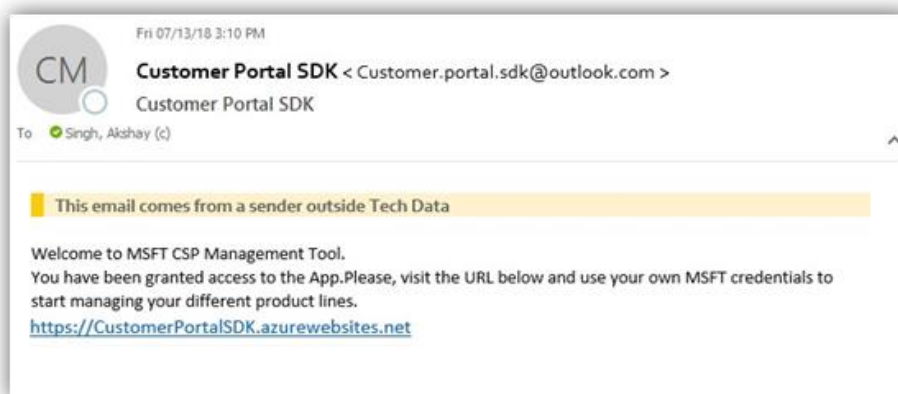 Fri 07/13/18 3:10 PM
CM
Customer Portal SDK < Customer.portal.sdk@outlook.com >
Customer Portal SDK
To Singh, Akshay (c)
This email comes from a sender outside Tech Data
Welcome to MSFT CSP Management Tool.
You have been granted access to the App.Please, visit the URL below and use your own MSFT credentials to
start managing your different product lines.
https://CustomerPortalSDK.azurewebsites.net